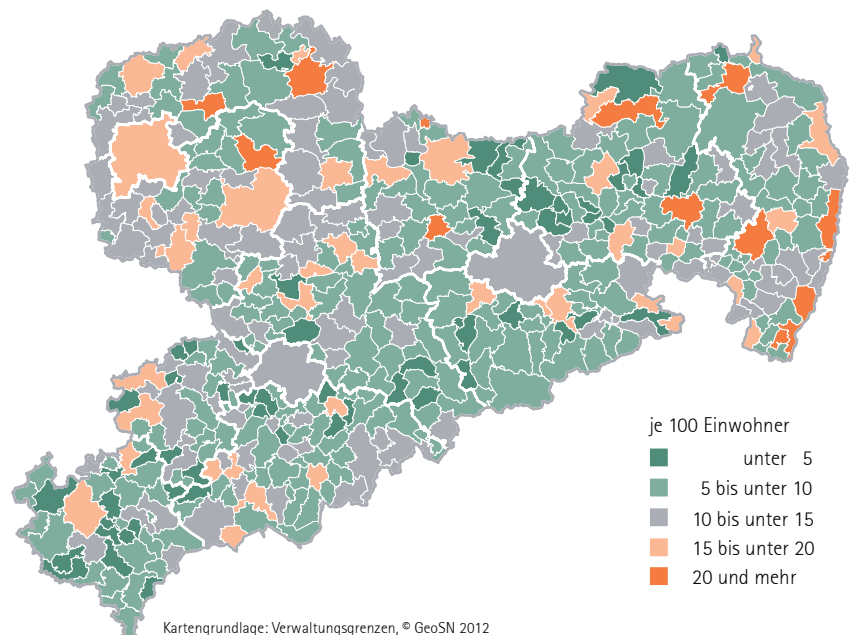 je 100 Einwohner
unter 5
5 bis unter 10
10 bis unter 15
15 bis unter 20
20 und mehr
Kartengrundlage: Verwaltungsgrenzen, © GeoSN 2012